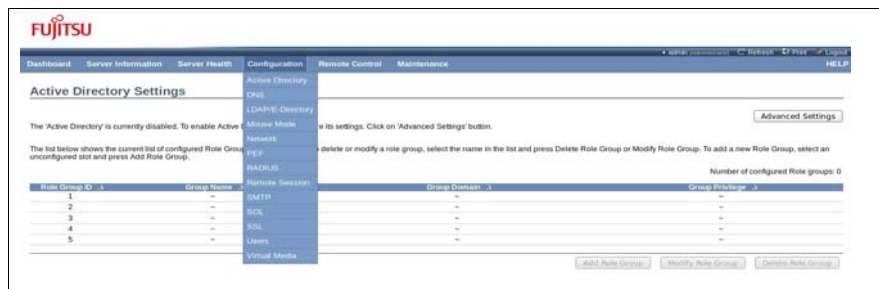 FUJITSU
admin Refresh Print Logout
Dashboard Server Information Server Health Configuration Remote Control Maintenance HELP
Active Directory
DNS
LDAP/E-Directory
Mouse Mode
Network
PEF
RADIUS
Remote Session
SMTP
SOL
SSL
Users
Virtual Media
Active Directory Settings
Advanced Settings
The 'Active Directory' is currently disabled. To enable Active re its settings. Click on 'Advanced Settings' button.
The list below shows the current list of configured Role Grou delete or modify a role group, select the name in the list and press Delete Role Group or Modify Role Group. To add a new Role Group, select an
unconfigured slot and press Add Role Group.
Number of configured Role groups: 0
Role Group ID Group Name Group Domain Group Privilege
1 ~ ~ ~
2 ~ ~ ~
3 ~ ~ ~
4 ~ ~ ~
5 ~ ~ ~
Add Role Group Modify Role Group Delete Role Group